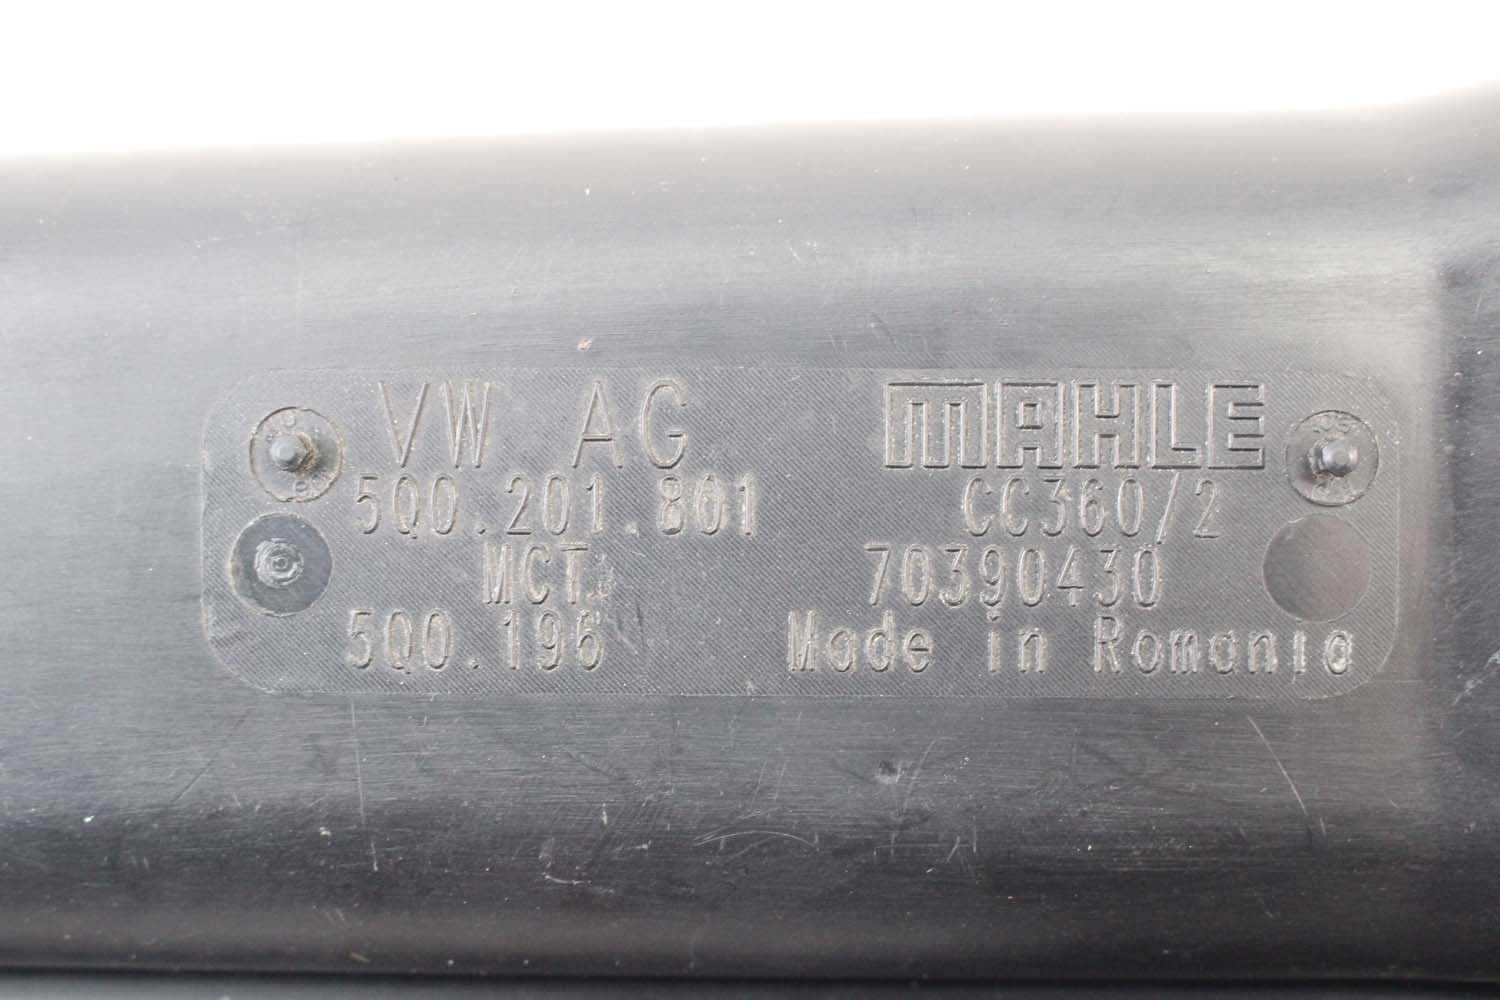 VW AG MAHLE
5Q0.201.801 CC360/2
MCT 70390430
5Q0.196 Made in Romania